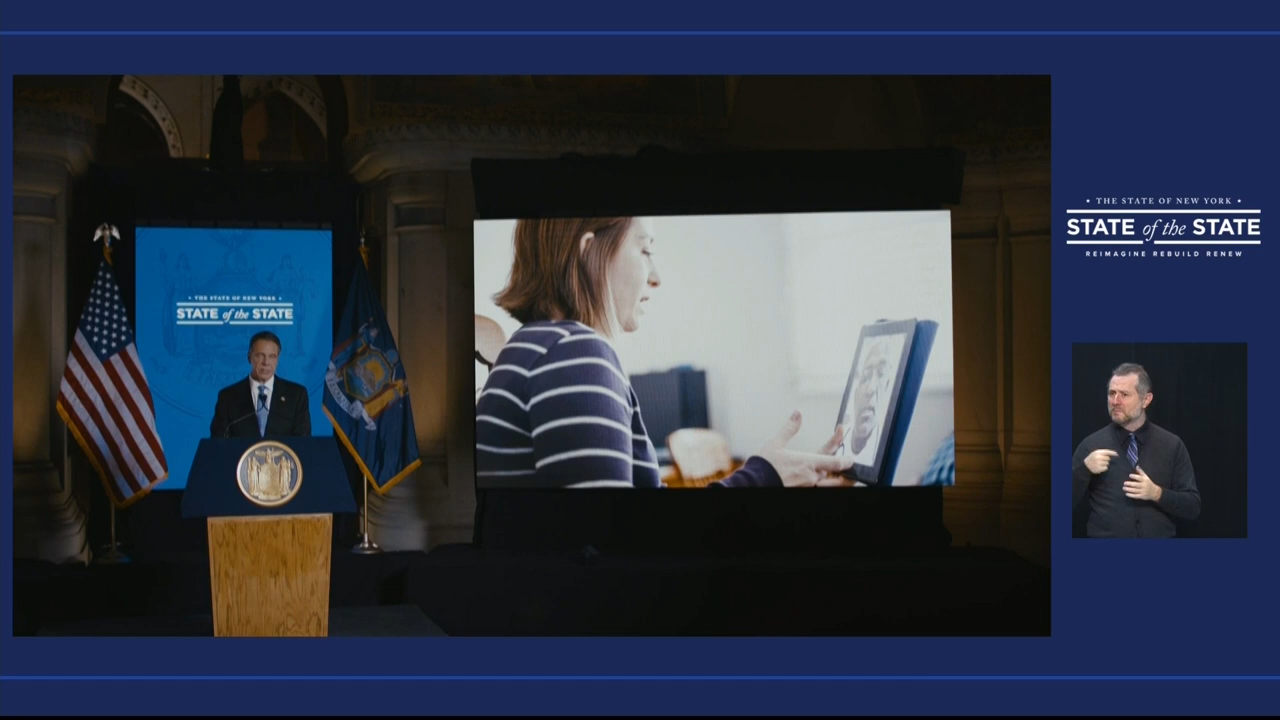 • THE STATE OF NEW YORK •
STATE of the STATE
• THE STATE OF NEW YORK •
STATE of the STATE
REIMAGINE REBUILD RENEW